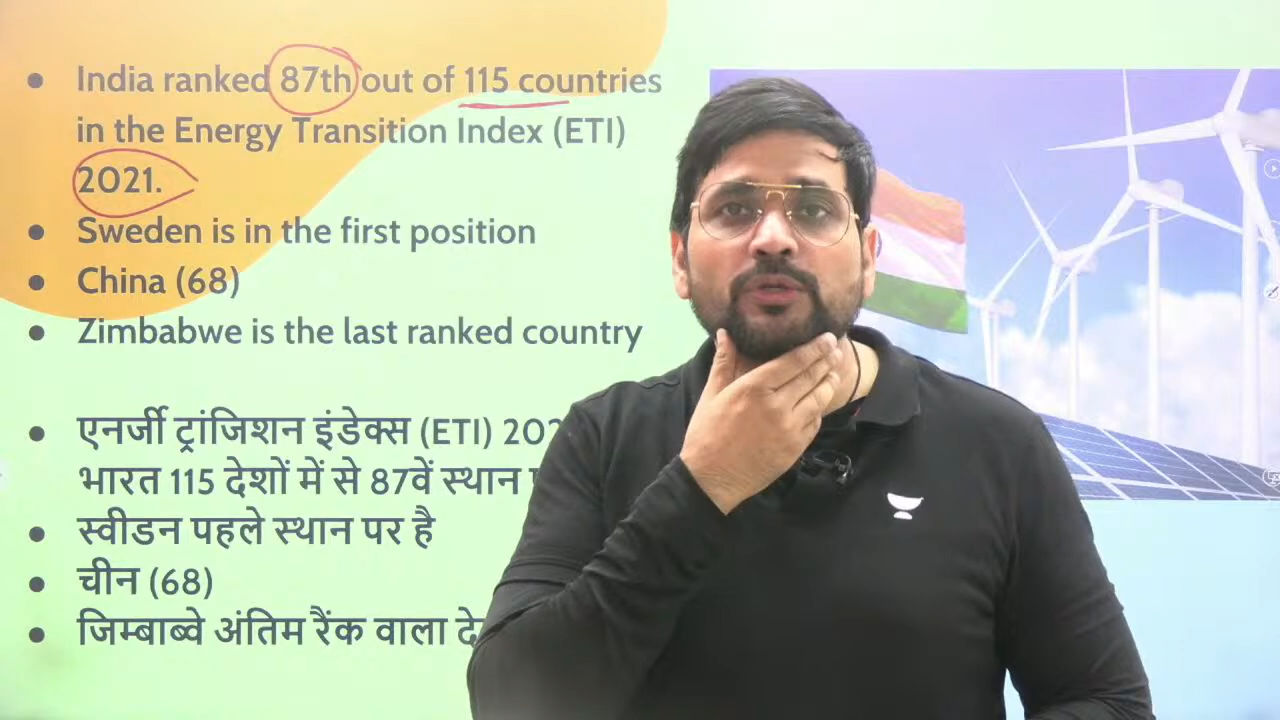 India ranked 87th out of 115 countries
in the Energy Transition Index (ETI)
2021.
Sweden is in the first position
China (68)
Zimbabwe is the last ranked country
एनर्जी ट्रांजिशन इंडेक्स (ETI)
भारत 115 देशों में से 87वें स्थान
स्वीडन पहले स्थान पर है
चीन (68)
जिम्बाब्वे अंतिम रैंक वाला